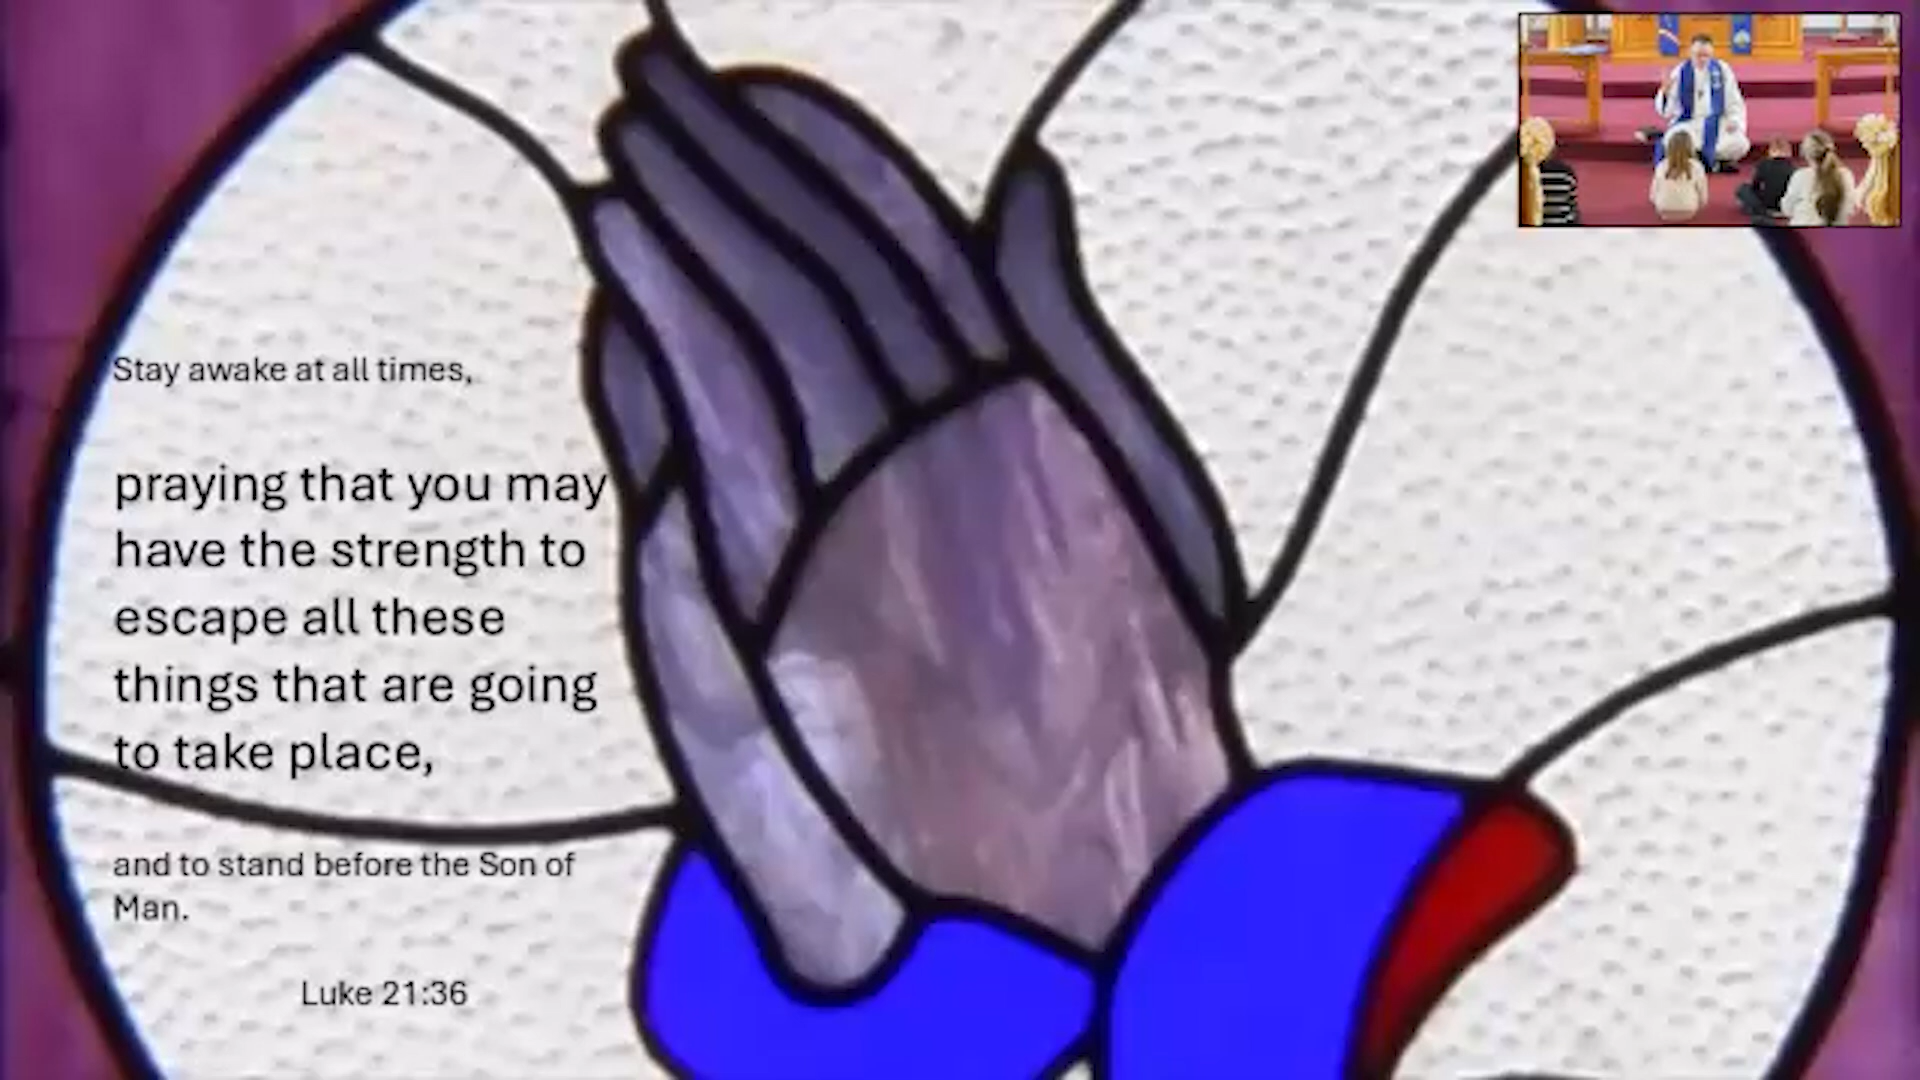 Stay awake at all times,
praying that you may
have the strength to
escape all these
things that are going
to take place,
and to stand before the Son of
Man.
Luke 21:36